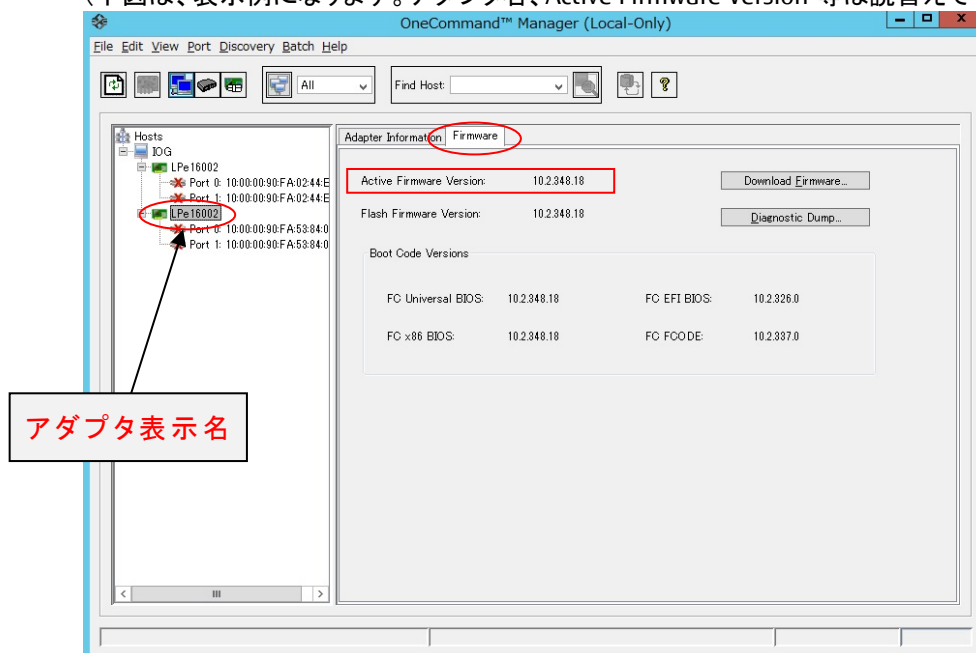 (下図は、表示例になります。アダプタ名、Active Firmware Version 等は読替えて
OneCommand™ Manager (Local-Only)
File Edit View Port Discovery Batch Help
All
Find Host:
Hosts
IOG
LPe16002
Port 0: 10:00:00:90:FA:02:44:E
Port 1: 10:00:00:90:FA:02:44:E
LPe16002
Port 0: 10:00:00:90:FA:53:84:0
Port 1: 10:00:00:90:FA:53:84:0
アダプタ表示名
Adapter Information
Firmware
Active Firmware Version: 10.2.348.18
Download Firmware...
Flash Firmware Version: 10.2.348.18
Diagnostic Dump...
Boot Code Versions
FC Universal BIOS: 10.2.348.18 FC EFI BIOS: 10.2.326.0
FC x86 BIOS: 10.2.348.18 FC FCODE: 10.2.337.0